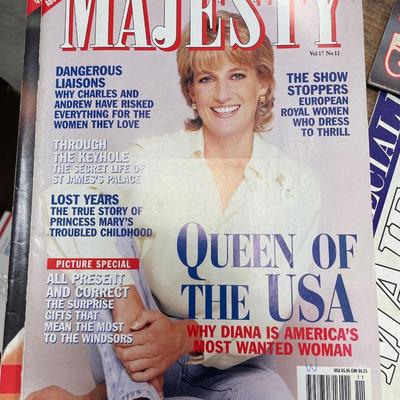 MAJESTY
Vol 17 No 11
DANGEROUS
LIAISONS
WHY CHARLES AND
ANDREW HAVE RISKED
EVERYTHING FOR THE
WOMEN THEY LOVE
THE SHOW
STOPPERS
EUROPEAN
ROYAL WOMEN
WHO DRESS
TO THRILL
THROUGH
THE KEYHOLE
THE SECRET LIFE OF
ST JAMES'S PALACE
LOST YEARS
THE TRUE STORY OF
PRINCESS MARY'S
TROUBLED CHILDHOOD
PICTURE SPECIAL
ALL PRESENT
AND CORRECT
THE SURPRISE
GIFTS THAT
MEAN THE MOST
TO THE WINDSORS
QUEEN OF
THE USA
WHY DIANA IS AMERICA'S
MOST WANTED WOMAN
11